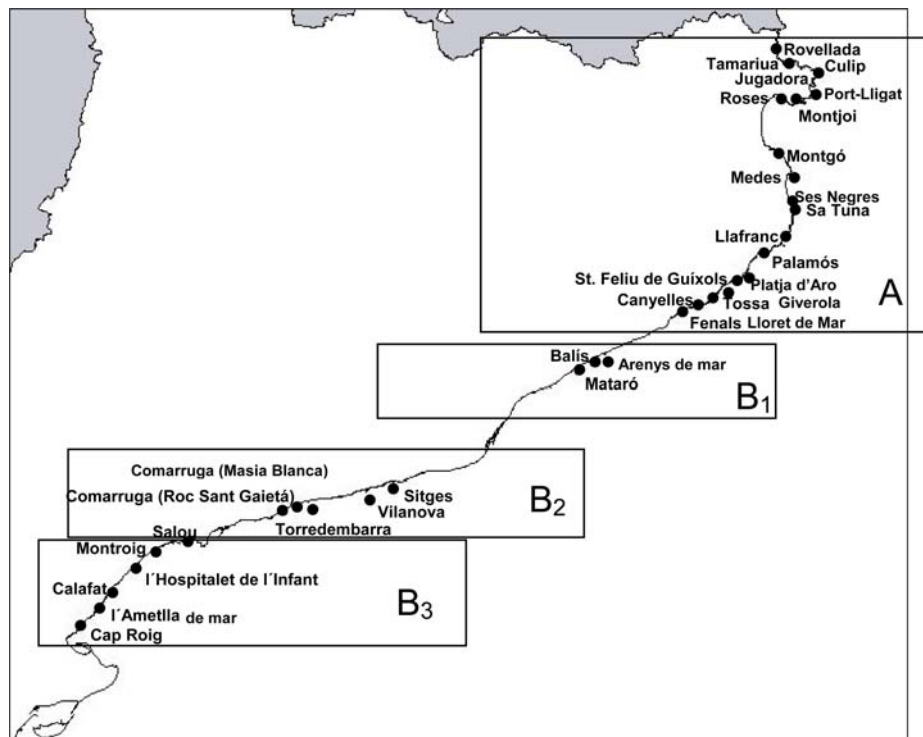 Rovellada
Tamariua
Culip
Jugadora
Port-Lligat
Roses
Montjoi
Montgó
Medes
Ses Negres
Sa Tuna
Llafranc
Palamós
St. Feliu de Guíxols
Platja d'Aro
A
Canyelles
Tossa
Giverola
Fenals
Lloret de Mar
Balís
Arenys de mar
Mataró
B1
Comarruga (Masia Blanca)
Comarruga (Roc Sant Gaietá)
Sitges
Vilanova
B2
Torredembarra
Salou
Montroig
l´Hospitalet de l´Infant
Calafat
B3
l´Ametlla de mar
Cap Roig